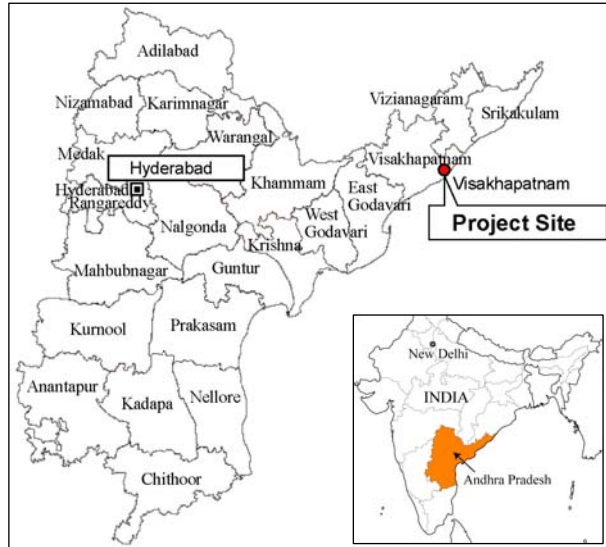 Adilabad
Nizamabad
Karimnagar
Vizianagaram
Srikakulam
Warangal
Medak
Visakhapatnam
Hyderabad
Khammam
Visakhapatnam
Hyderabad
East
Godavari
Rangareddy
West
Godavari
Project Site
Nalgonda
Krishna
Mahbubnagar
Guntur
Kurnool
Prakasam
New Delhi
Anantapur
Kadapa
Nellore
INDIA
Andhra Pradesh
Chithoor